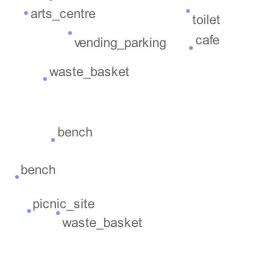 arts_centre
toilet
cafe
vending_parking
waste_basket
bench
bench
picnic_site
waste_basket